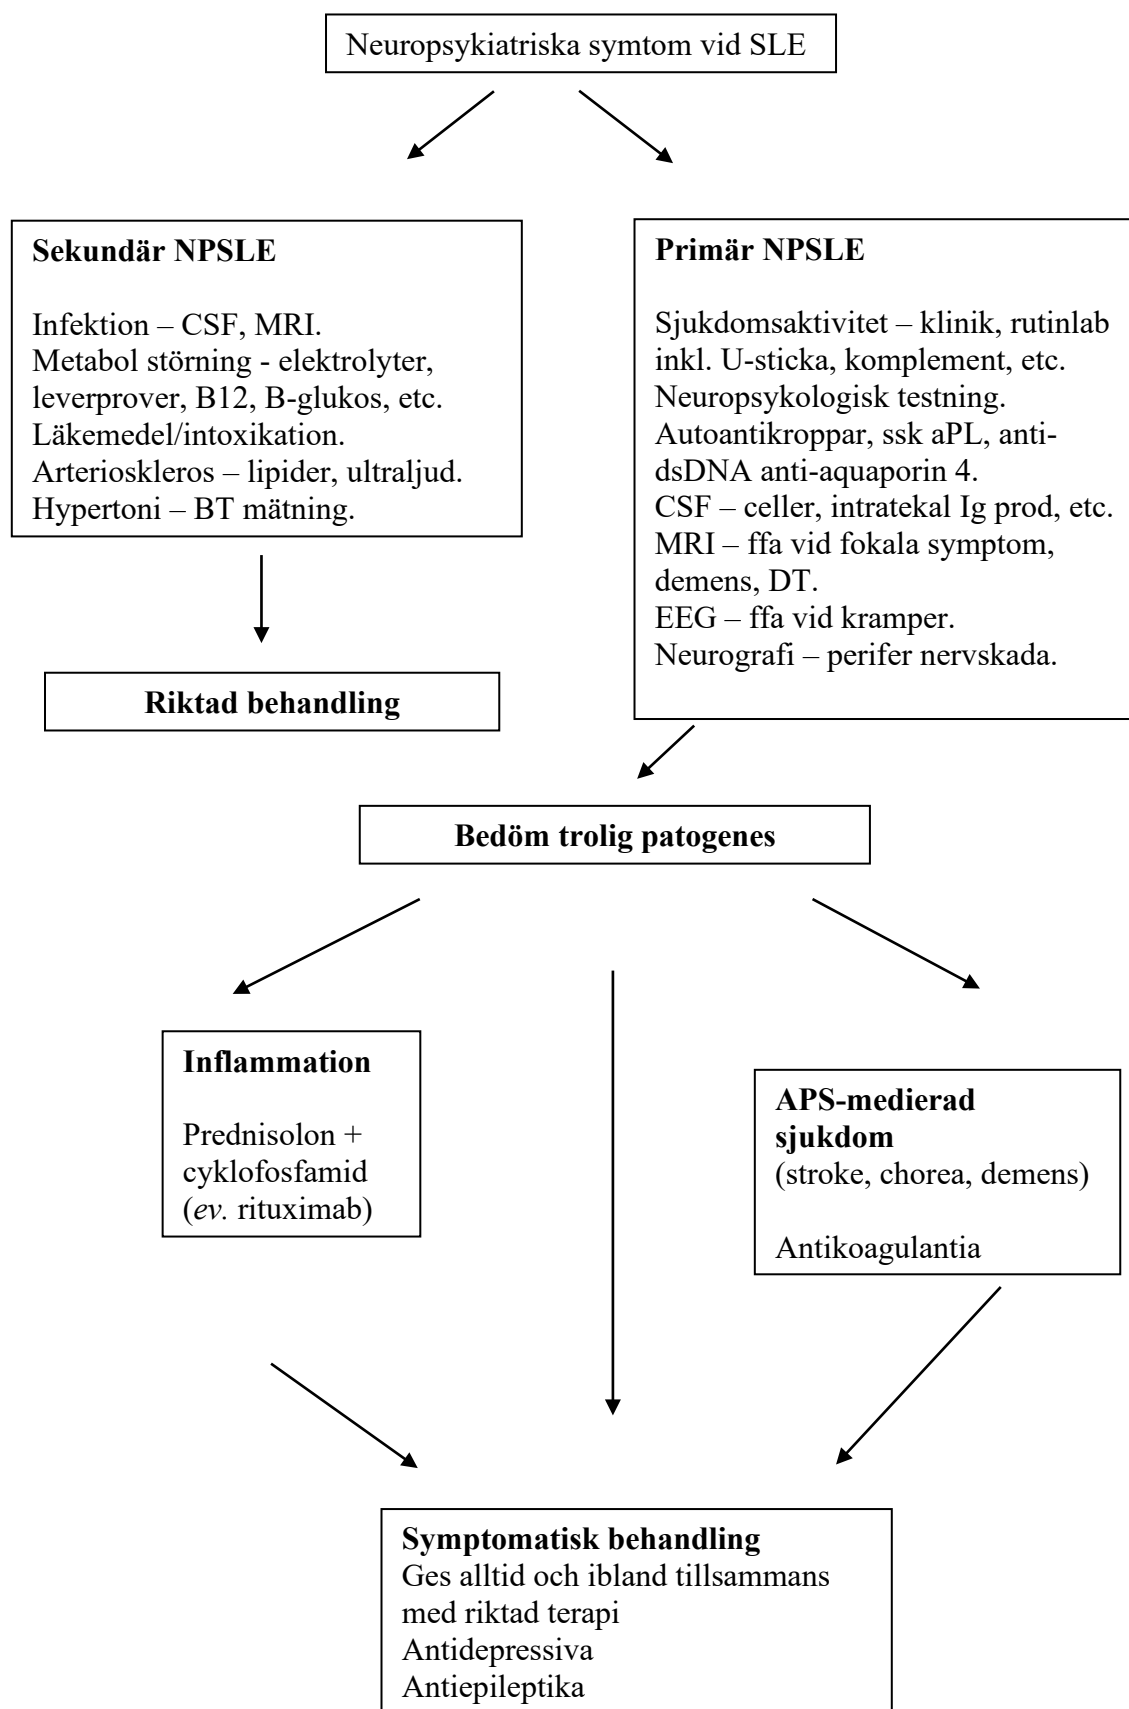 Neuropsykiatriska symtom vid SLE
Sekundär NPSLE
Infektion – CSF, MRI.
Metabol störning - elektrolyter,
leverprover, B12, B-glukos, etc.
Läkemedel/intoxikation.
Arterioskleros – lipider, ultraljud.
Hypertoni – BT mätning.
Primär NPSLE
Sjukdomsaktivitet – klinik, rutinlab
inkl. U-sticka, komplement, etc.
Neuropsykologisk testning.
Autoantikroppar, ssk aPL, anti-
dsDNA anti-aquaporin 4.
CSF – celler, intratekal Ig prod, etc.
MRI – ffa vid fokala symptom,
demens, DT.
EEG – ffa vid kramper.
Neurografi – perifer nervskada.
Riktad behandling
Bedöm trolig patogenes
Inflammation
Prednisolon +
cyklofosfamid
(ev. rituximab)
APS-medierad
sjukdom
(stroke, chorea, demens)
Antikoagulantia
Symptomatisk behandling
Ges alltid och ibland tillsammans
med riktad terapi
Antidepressiva
Antiepileptika